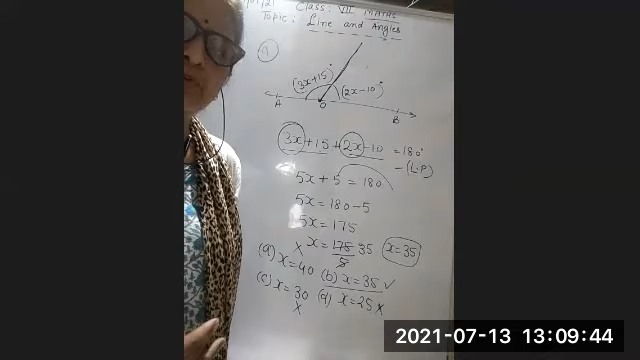 Class: VII MATHS
Topic: Line and Angles
(3x+15)° (2x-10)°
A O B
3x+15+2x-10 = 180°
- (L.P)
5x + 5 = 180
5x = 180-5
5x = 175
x = 175/5 35 x=35
(a) x=40 (b) x=35 ✓
(c) x=30 (d) x=25 x
x
2021-07-13 13:09:44